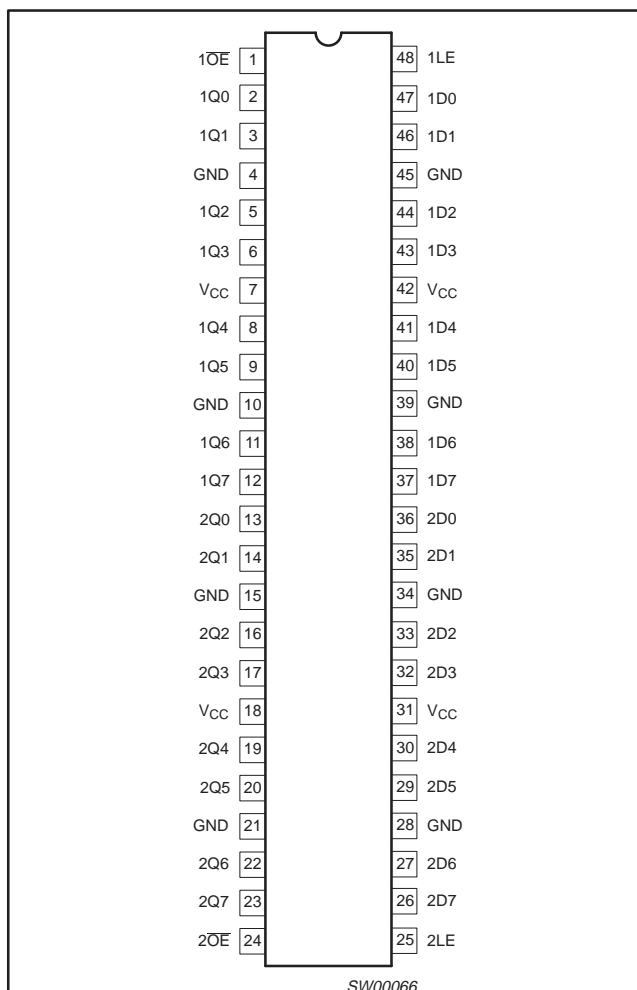 1O̅E̅ 1 48 1LE
1Q0 2 47 1D0
1Q1 3 46 1D1
GND 4 45 GND
1Q2 5 44 1D2
1Q3 6 43 1D3
VCC 7 42 VCC
1Q4 8 41 1D4
1Q5 9 40 1D5
GND 10 39 GND
1Q6 11 38 1D6
1Q7 12 37 1D7
2Q0 13 36 2D0
2Q1 14 35 2D1
GND 15 34 GND
2Q2 16 33 2D2
2Q3 17 32 2D3
VCC 18 31 VCC
2Q4 19 30 2D4
2Q5 20 29 2D5
GND 21 28 GND
2Q6 22 27 2D6
2Q7 23 26 2D7
2O̅E̅ 24 25 2LE
SW00066